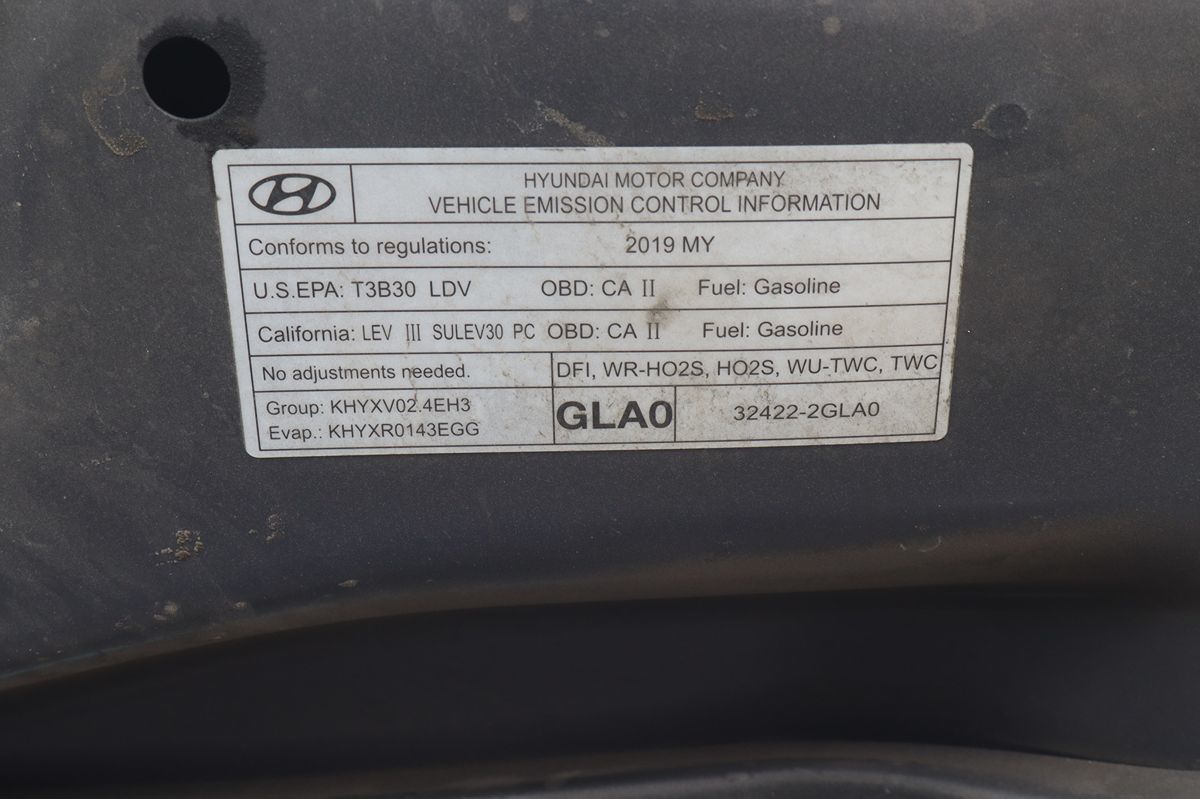 HYUNDAI MOTOR COMPANY
VEHICLE EMISSION CONTROL INFORMATION
Conforms to regulations: 2019 MY
U.S.EPA: T3B30 LDV OBD: CA II Fuel: Gasoline
California: LEV III SULEV30 PC OBD: CA II Fuel: Gasoline
No adjustments needed. DFI, WR-HO2S, HO2S, WU-TWC, TWC
Group: KHYXV02.4EH3
Evap.: KHYXR0143EGG
GLA0 32422-2GLA0